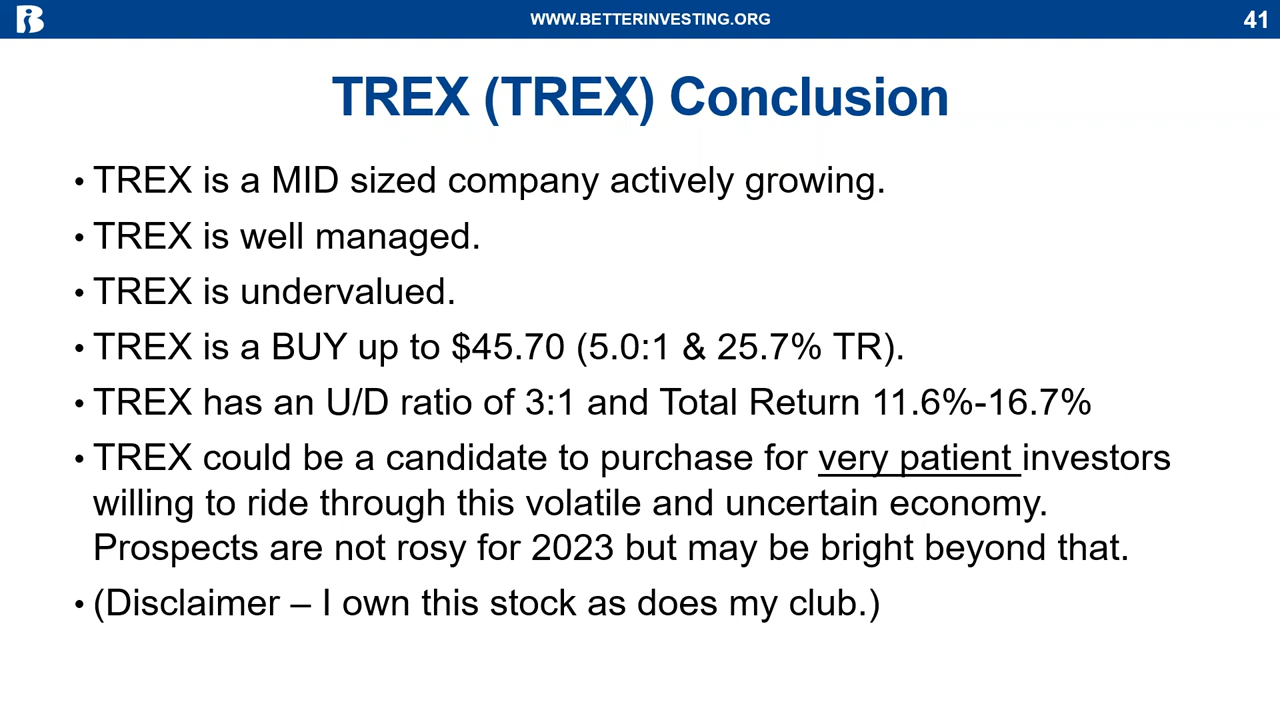 WWW.BETTERINVESTING.ORG
41
TREX (TREX) Conclusion
• TREX is a MID sized company actively growing.
• TREX is well managed.
• TREX is undervalued.
• TREX is a BUY up to $45.70 (5.0:1 & 25.7% TR).
• TREX has an U/D ratio of 3:1 and Total Return 11.6%-16.7%
• TREX could be a candidate to purchase for very patient investors
willing to ride through this volatile and uncertain economy.
Prospects are not rosy for 2023 but may be bright beyond that.
• (Disclaimer – I own this stock as does my club.)